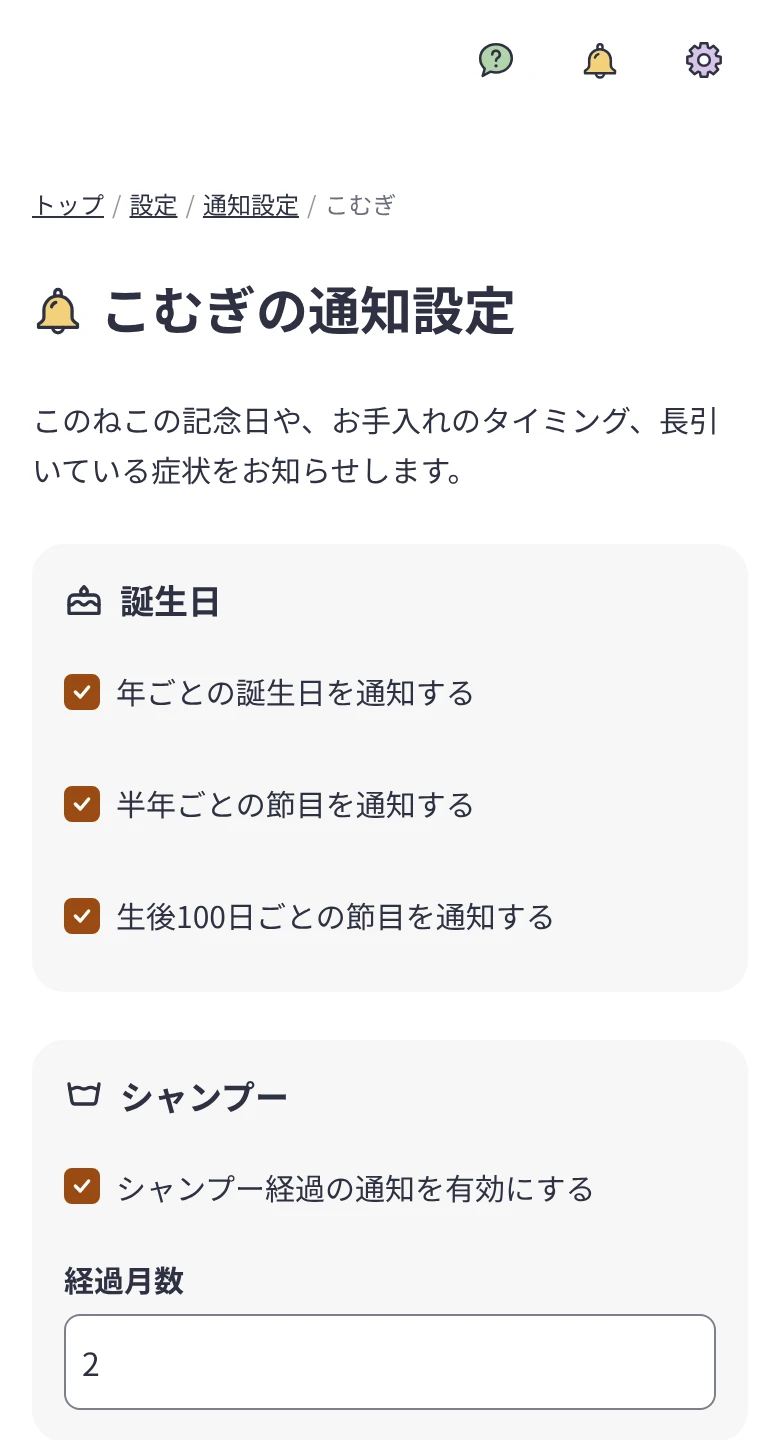 トップ / 設定 / 通知設定 / こむぎ
こむぎの通知設定
このねこの記念日や、お手入れのタイミング、長引
いている症状をお知らせします。
誕生日
年ごとの誕生日を通知する
半年ごとの節目を通知する
生後100日ごとの節目を通知する
シャンプー
シャンプー経過の通知を有効にする
経過月数
2